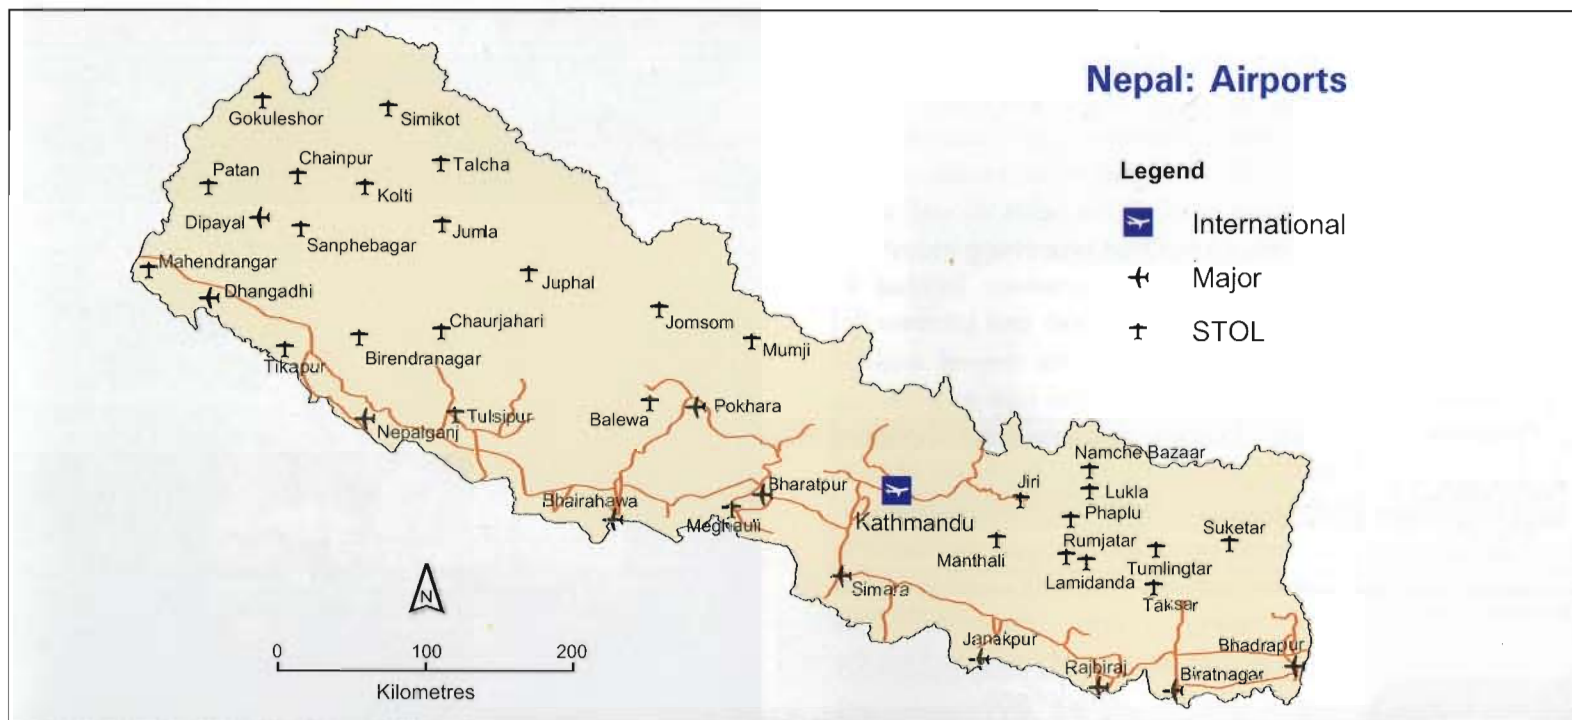 Nepal: Airports
Legend
International
Major
STOL
Gokuleshor
Simikot
Patan
Chainpur
Talcha
Kolti
Dipayal
Sanphebagar
Jumla
Mahendrangar
Dhangadhi
Juphal
Chaurjahari
Jomsom
Birendranagar
Mumji
Tikapur
Tulsipur
Balewa
Pokhara
Nepalganj
Namche Bazaar
Bharatpur
Jiri
Lukla
Bhairahawa
Phaplu
Meghauli
Kathmandu
Suketar
Rumjatar
Manthali
Tumlingtar
Lamidanda
Simara
Taksar
Janakpur
Bhadrapur
Rajbiraj
Biratnagar
N
0 100 200
Kilometres